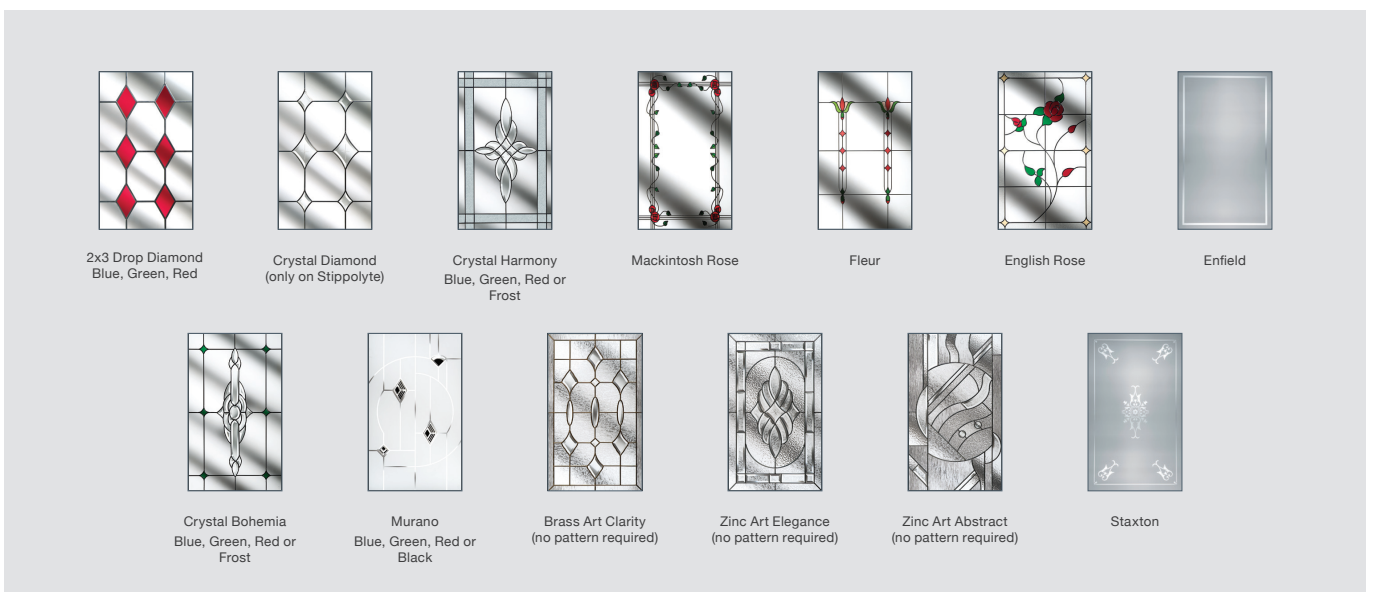 2x3 Drop Diamond
Blue, Green, Red
Crystal Diamond
(only on Stippolyte)
Crystal Harmony
Blue, Green, Red or
Frost
Mackintosh Rose
Fleur
English Rose
Enfield
Crystal Bohemia
Blue, Green, Red or
Frost
Murano
Blue, Green, Red or
Black
Brass Art Clarity
(no pattern required)
Zinc Art Elegance
(no pattern required)
Zinc Art Abstract
(no pattern required)
Staxton